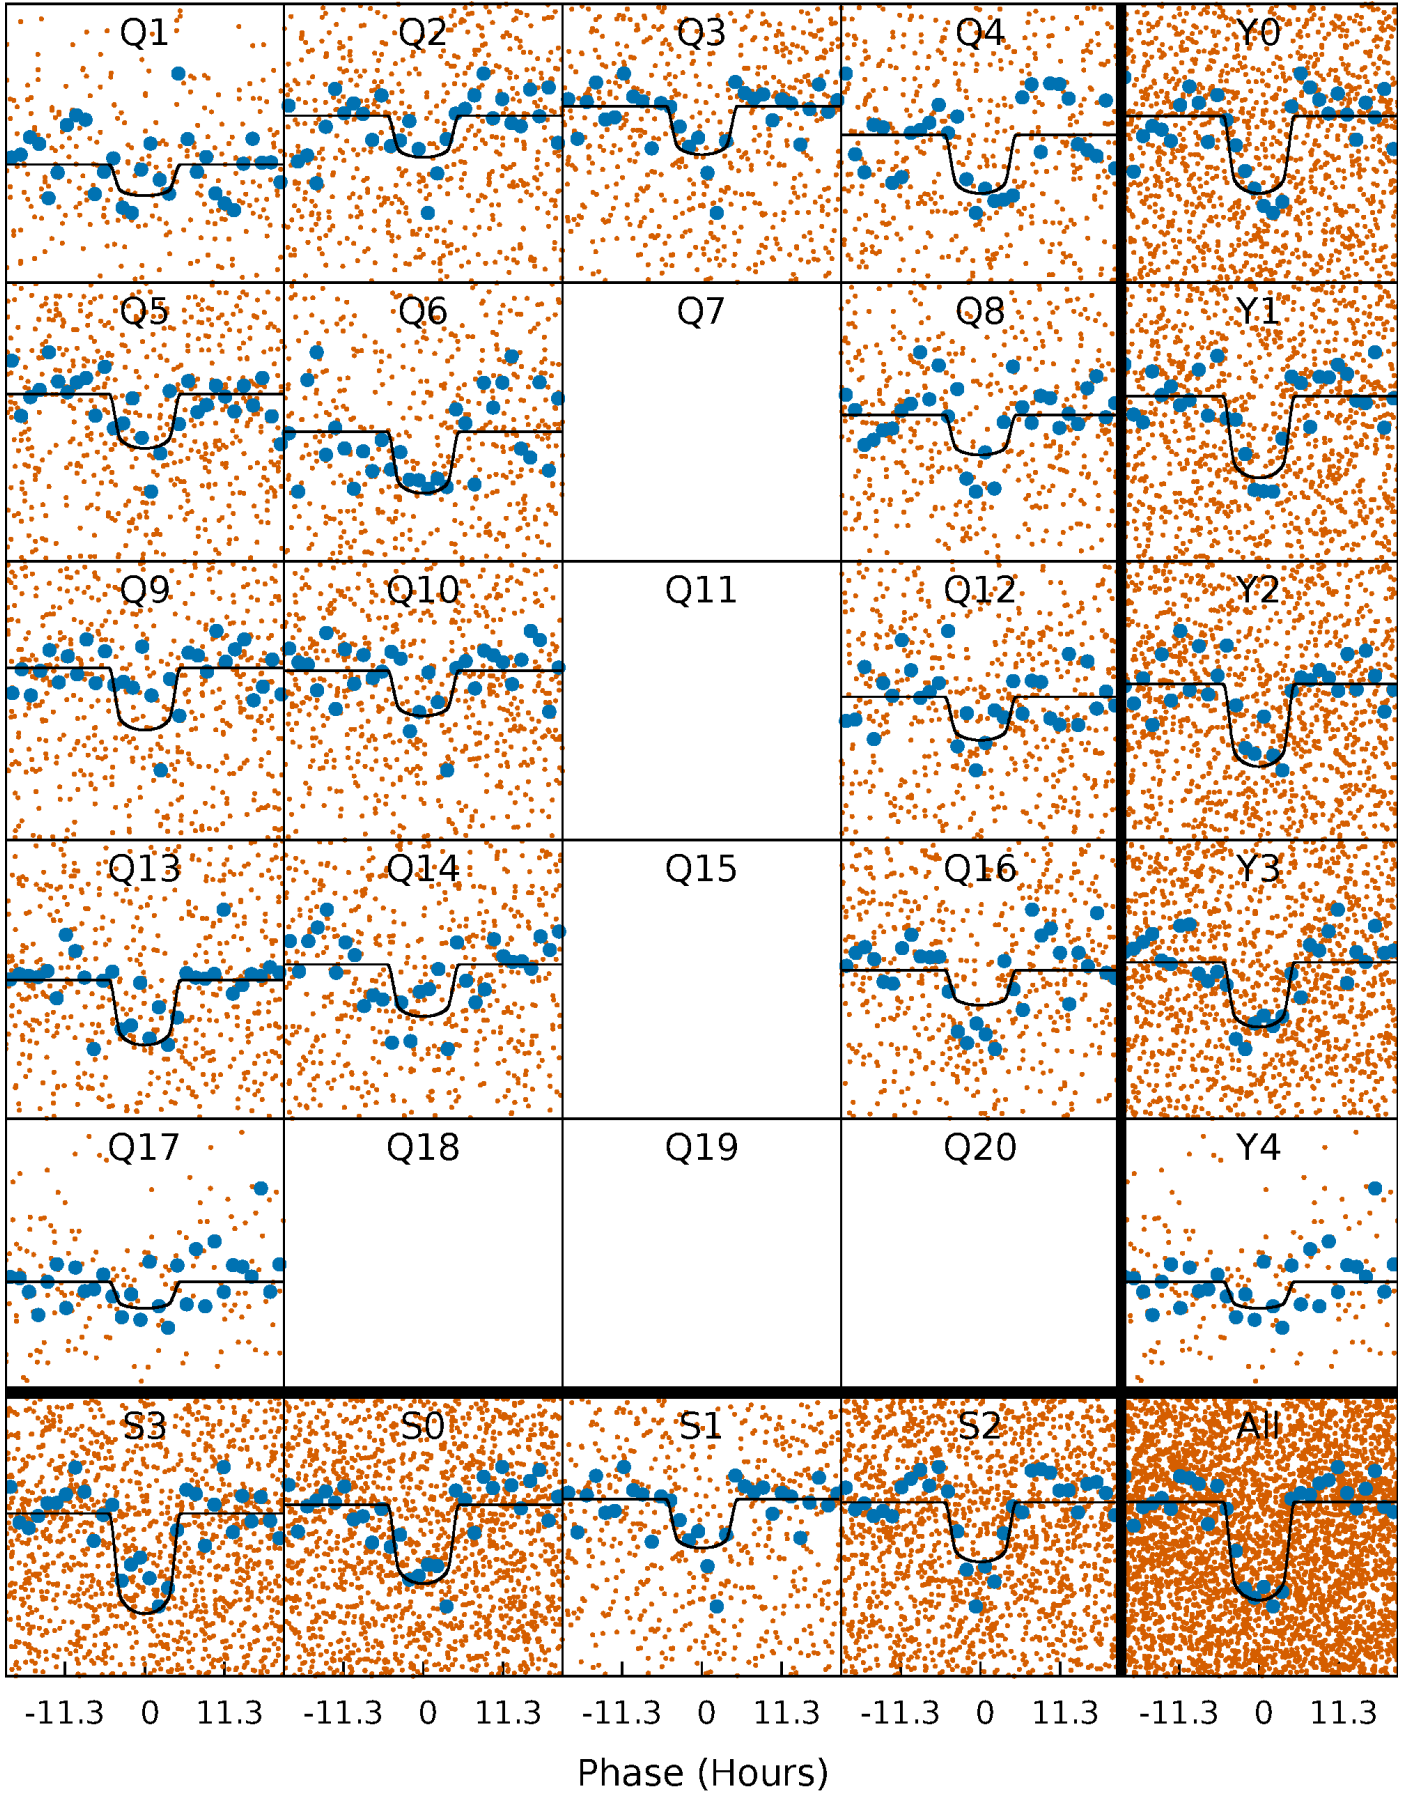 Q1 Q2 Q3 Q4 Y0
Q5 Q6 Q7 Q8 Y1
Q9 Q10 Q11 Q12 Y2
Q13 Q14 Q15 Q16 Y3
Q17 Q18 Q19 Q20 Y4
S3 S0 S1 S2 All
-11.3 0 11.3 -11.3 0 11.3 -11.3 0 11.3 -11.3 0 11.3 -11.3 0 11.3
Phase (Hours)